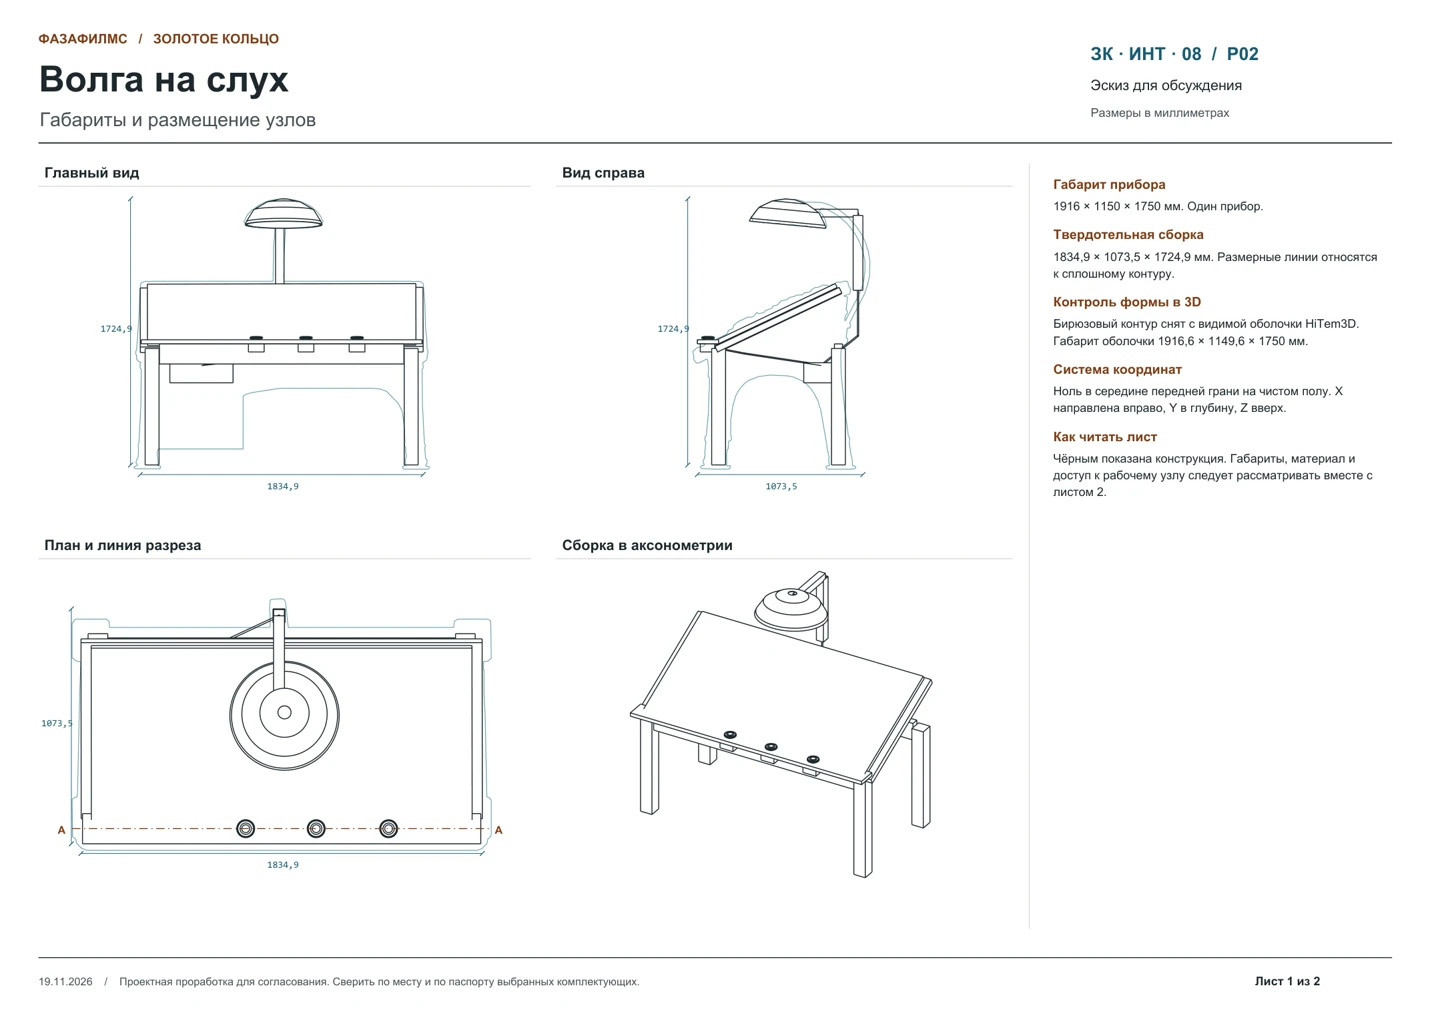 ФАЗАФИЛМС / ЗОЛОТОЕ КОЛЬЦО
Волга на слух
Габариты и размещение узлов
ЗК · ИНТ · 08 / Р02
Эскиз для обсуждения
Размеры в миллиметрах
Главный вид
1724,9
1834,9
Вид справа
1724,9
1073,5
План и линия разреза
1073,5
А
А
1834,9
Сборка в аксонометрии
Габарит прибора
1916 × 1150 × 1750 мм. Один прибор.
Твердотельная сборка
1834,9 × 1073,5 × 1724,9 мм. Размерные линии относятся
к сплошному контуру.
Контроль формы в 3D
Бирюзовый контур снят с видимой оболочки HiTem3D.
Габарит оболочки 1916,6 × 1149,6 × 1750 мм.
Система координат
Ноль в середине передней грани на чистом полу. X
направлена вправо, Y в глубину, Z вверх.
Как читать лист
Чёрным показана конструкция. Габариты, материал и
доступ к рабочему узлу следует рассматривать вместе с
листом 2.
19.11.2026 / Проектная проработка для согласования. Сверить по месту и по паспорту выбранных комплектующих.
Лист 1 из 2